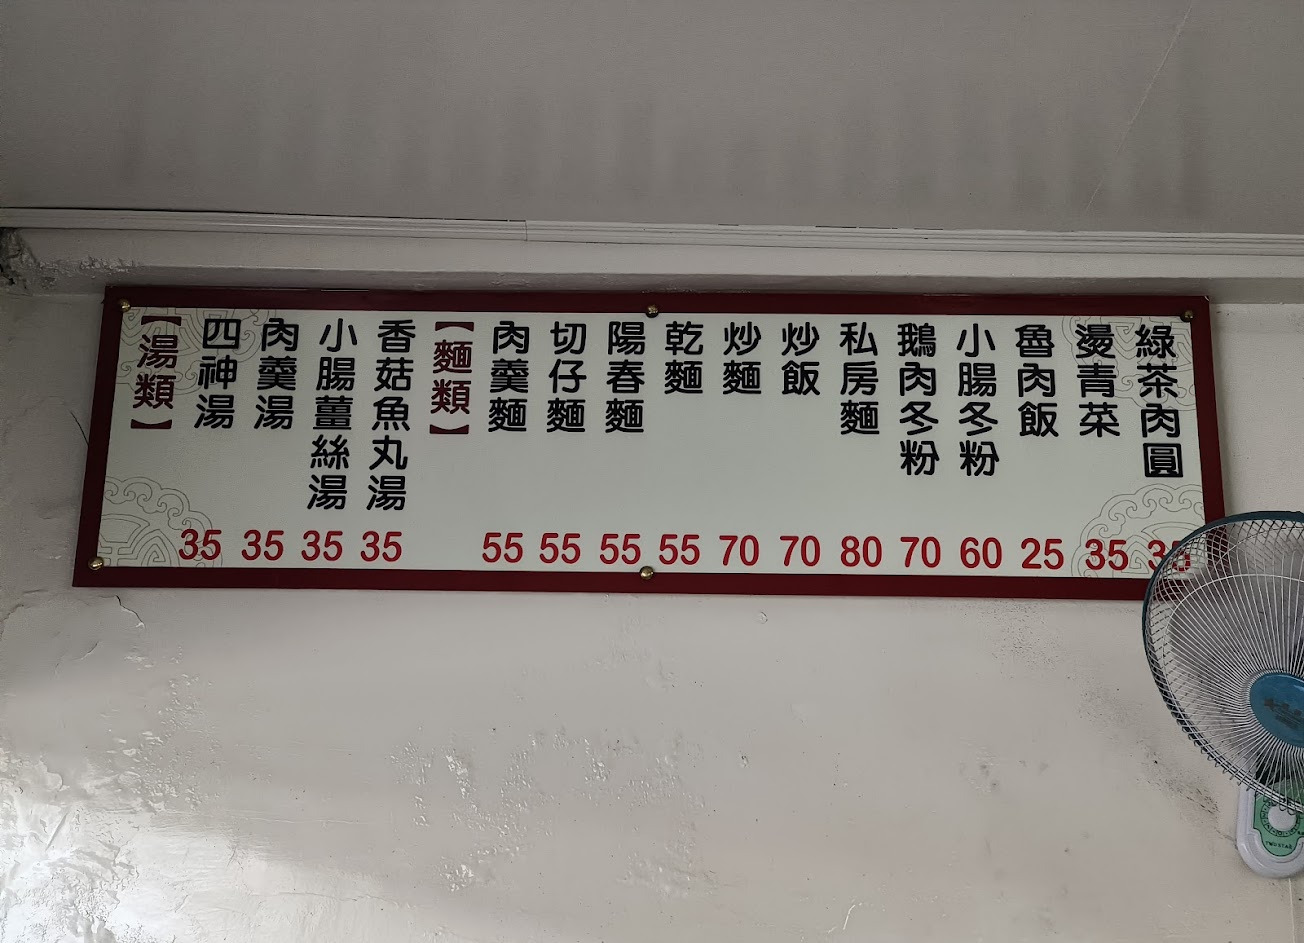 【湯類】
四神湯 35
肉羹湯 35
小腸薑絲湯 35
香菇魚丸湯 35
【麵類】
肉羹麵 55
切仔麵 55
陽春麵 55
乾麵 55
炒麵 70
炒飯 70
私房麵 80
鵝肉冬粉 70
小腸冬粉 60
魯肉飯 25
燙青菜 35
綠茶肉圓
TWO STAR